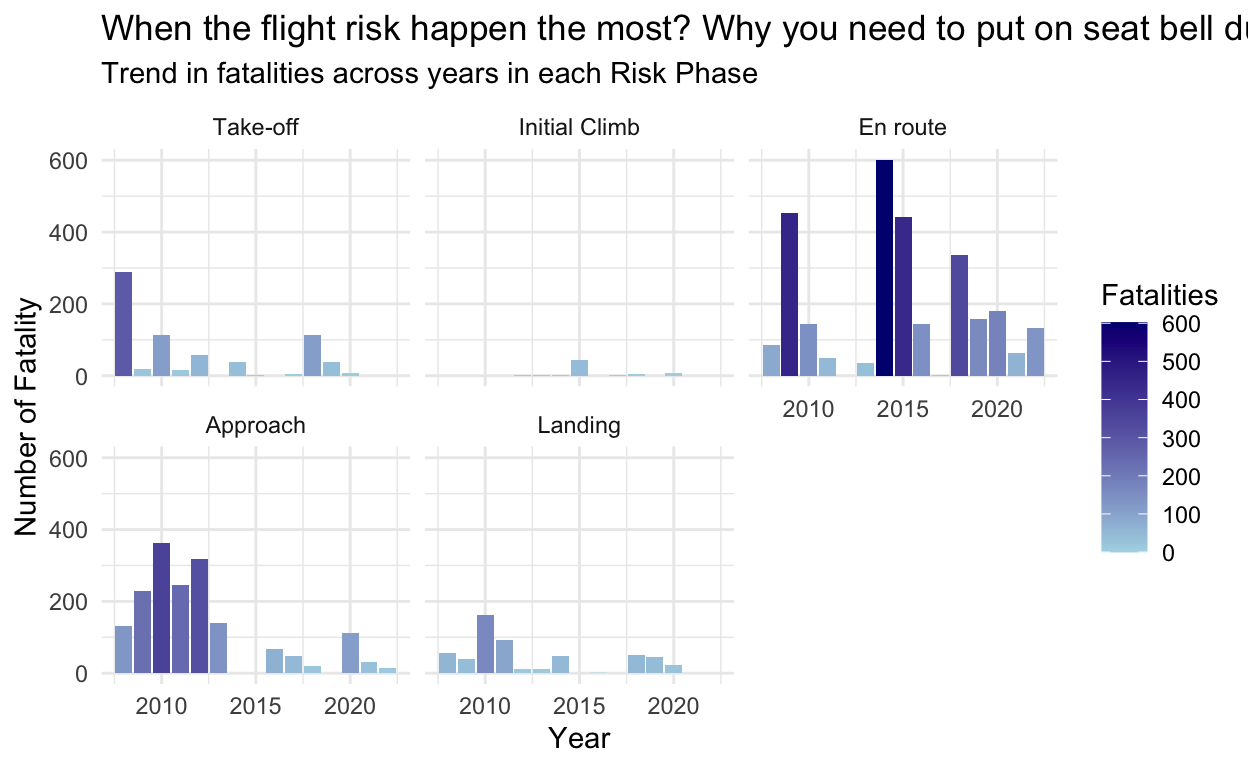 When the flight risk happen the most? Why you need to put on seat bell du
Trend in fatalities across years in each Risk Phase
Take-off
Initial Climb
En route
600
400
200
0
2010 2015 2020
Approach
Landing
600
400
200
0
2010 2015 2020
2010 2015 2020
Year
Number of Fatality
Fatalities
600
500
400
300
200
100
0